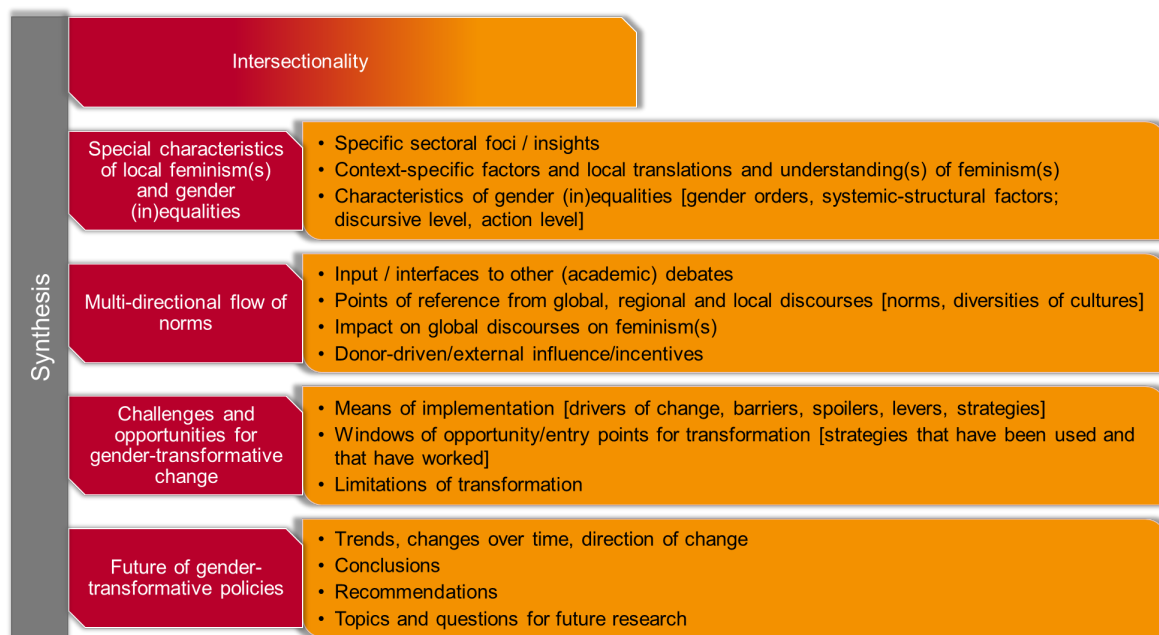 Synthesis
Intersectionality
Special characteristics
of local feminism(s)
and gender
(in)equalities
• Specific sectoral foci / insights
• Context-specific factors and local translations and understanding(s) of feminism(s)
• Characteristics of gender (in)equalities [gender orders, systemic-structural factors;
discursive level, action level]
Multi-directional flow of
norms
• Input / interfaces to other (academic) debates
• Points of reference from global, regional and local discourses [norms, diversities of cultures]
• Impact on global discourses on feminism(s)
• Donor-driven/external influence/incentives
Challenges and
opportunities for
gender-transformative
change
• Means of implementation [drivers of change, barriers, spoilers, levers, strategies]
• Windows of opportunity/entry points for transformation [strategies that have been used and
that have worked]
• Limitations of transformation
Future of gender-
transformative policies
• Trends, changes over time, direction of change
• Conclusions
• Recommendations
• Topics and questions for future research